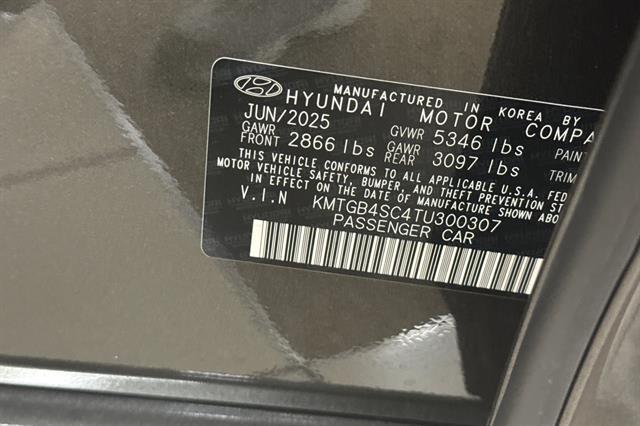 MANUFACTURED IN KOREA BY
HYUNDAI MOTOR COMPA
JUN/2025 GVWR 5346 lbs PAINT
GAWR FRONT 2866 lbs GAWR REAR 3097 lbs TRIM
THIS VEHICLE CONFORMS TO ALL APPLICABLE U.S.A. FED
MOTOR VEHICLE SAFETY, BUMPER, AND THEFT PREVENTION ST
IN EFFECT ON THE DATE OF MANUFACTURE SHOWN ABO
V.I.N KMTGB4SC4TU300307
PASSENGER CAR